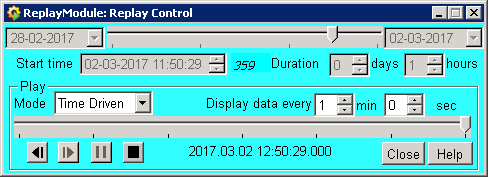 ReplayModule: Replay Control
28-02-2017 02-03-2017
Start time 02-03-2017 11:50:29 359 Duration 0 days 1 hours
Play
Mode Time Driven Display data every 1 min 0 sec
2017.03.02 12:50:29.000 Close Help